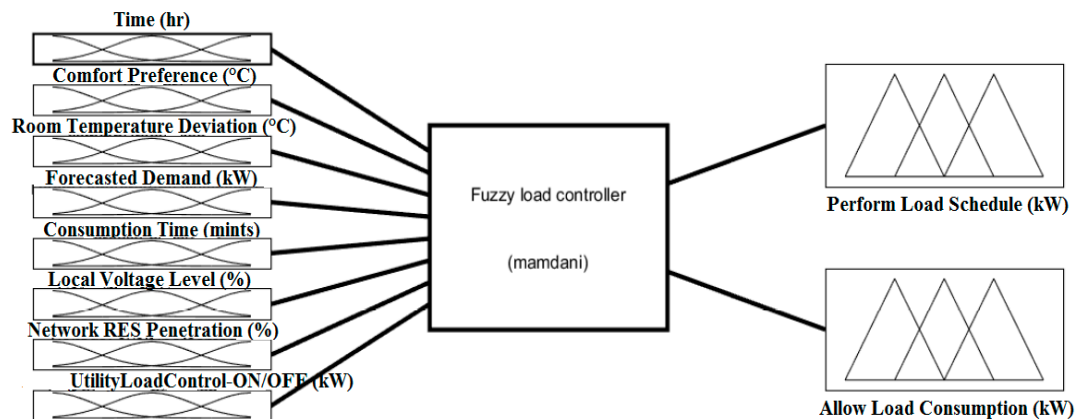 Time (hr)
Comfort Preference (°C)
Room Temperature Deviation (°C)
Forecasted Demand (kW)
Consumption Time (mints)
Local Voltage Level (%)
Network RES Penetration (%)
UtilityLoadControl-ON/OFF (kW)
Fuzzy load controller
(mamdani)
Perform Load Schedule (kW)
Allow Load Consumption (kW)